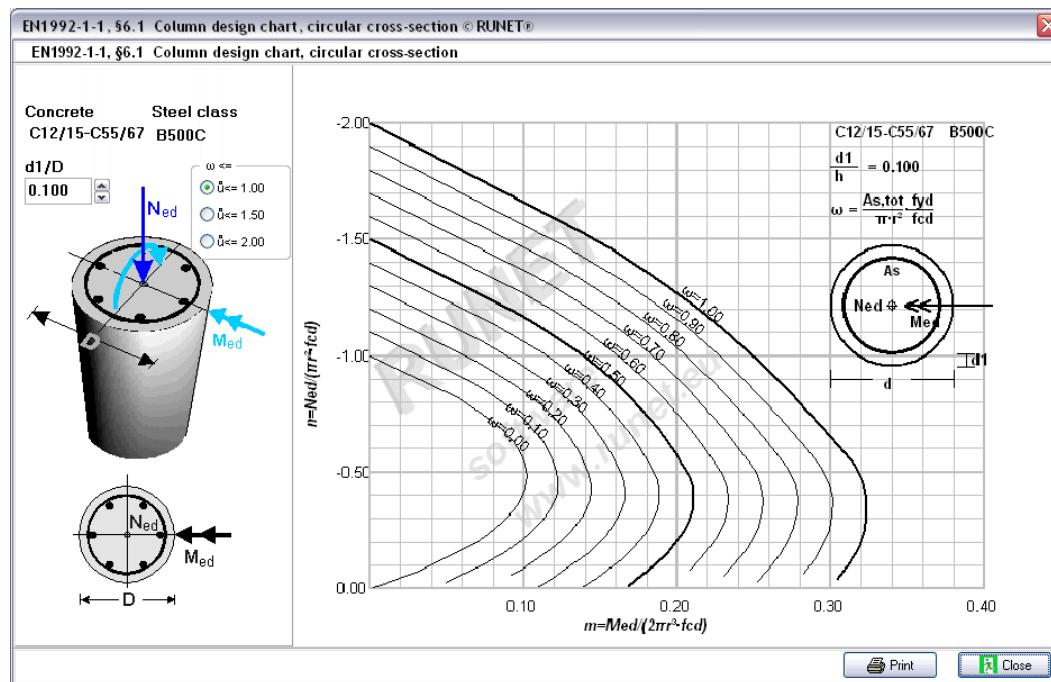 EN1992-1-1, §6.1 Column design chart, circular cross-section © RUNET®
EN1992-1-1, §6.1 Column design chart, circular cross-section
Concrete Steel class
C12/15-C55/67 B500C
d1/D
0.100
ω <=
ů<= 1.00
ů<= 1.50
ů<= 2.00
Ned
Med
D
Ned
Med
D
n=Ned/(πr²·fcd)
-2.00
-1.50
-1.00
-0.50
0.00
0.10
0.20
0.30
0.40
m=Med/(2πr³·fcd)
ω=1.00
ω=0.90
ω=0.80
ω=0.70
ω=0.60
ω=0.50
ω=0.40
ω=0.30
ω=0.20
ω=0.10
ω=0.00
RUNET
www.runet.eu
C12/15-C55/67 B500C
d1/h = 0.100
ω = As,tot/π·r² fyd/fcd
As
Ned
Med
d1
d
Print
Close